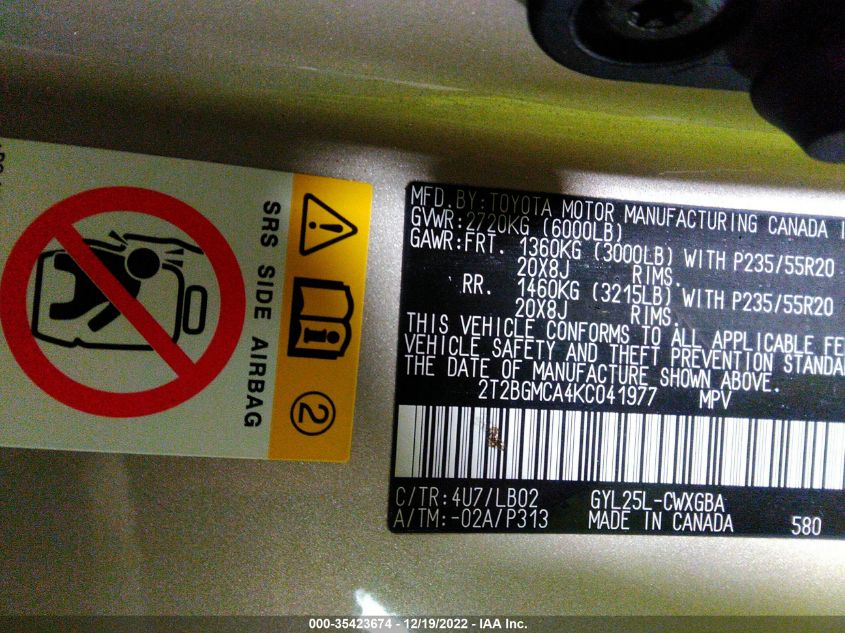 SRS SIDE AIRBAG
2
MFD.BY:TOYOTA MOTOR MANUFACTURING CANADA
GVWR:2720KG (6000LB)
GAWR:FRT. 1360KG (3000LB) WITH P235/55R20
20X8J RIMS.
RR. 1460KG (3215LB) WITH P235/55R20
20X8J RIMS.
THIS VEHICLE CONFORMS TO ALL APPLICABLE FE
VEHICLE SAFETY AND THEFT PREVENTION STANDA
THE DATE OF MANUFACTURE SHOWN ABOVE.
2T2BGMCA4KC041977 MPV
C/TR:4U7/LB02 GYL25L-CWXGBA
A/TM:-02A/P313 MADE IN CANADA 580
000-35423674 - 12/19/2022 - IAA Inc.